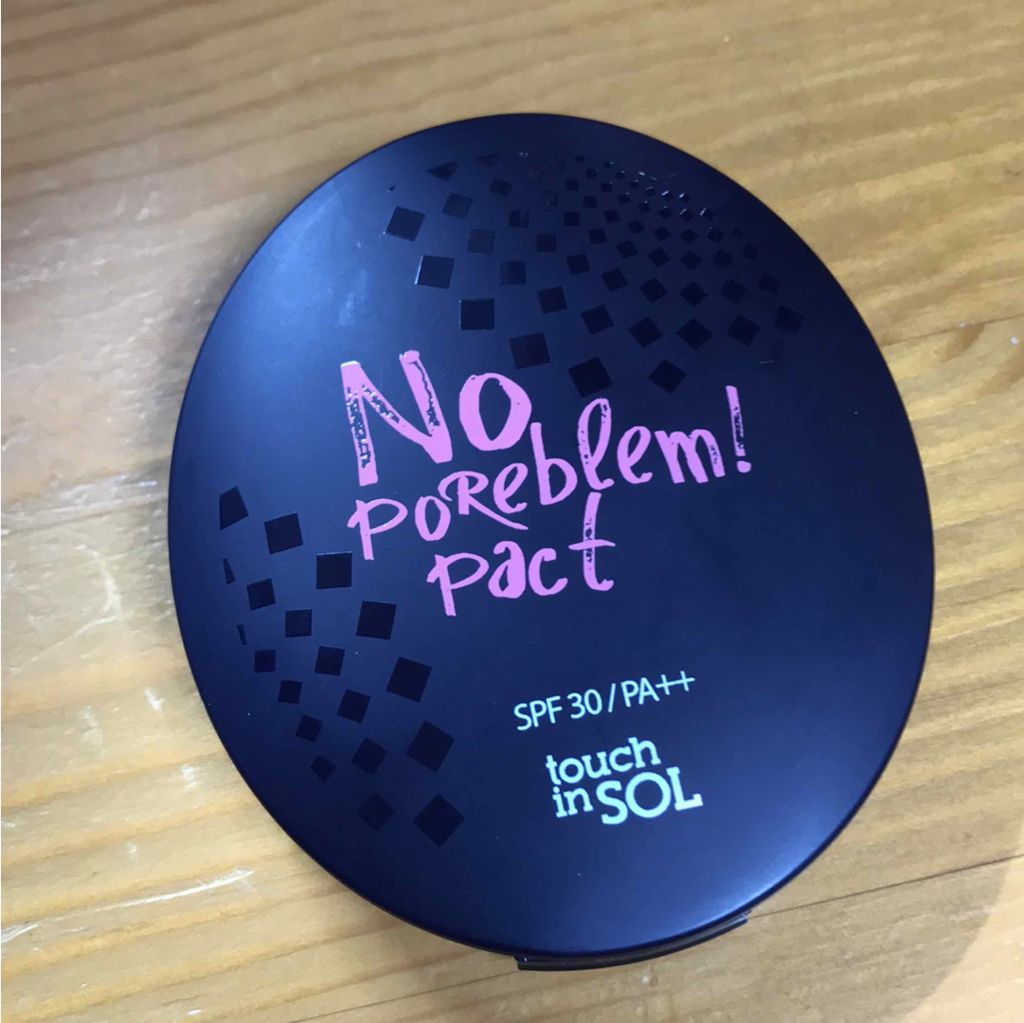 No
poreblem!
pact
SPF 30 / PA++
touch
in SOL